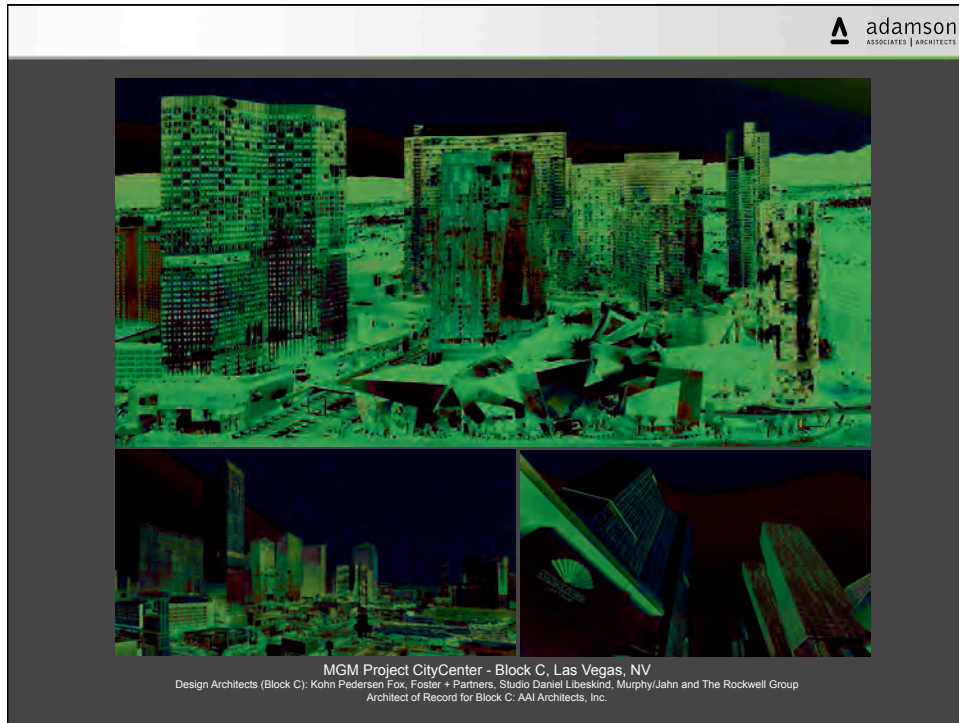 adamson
ASSOCIATES | ARCHITECTS
MGM Project CityCenter - Block C, Las Vegas, NV
Design Architects (Block C): Kohn Pedersen Fox, Foster + Partners, Studio Daniel Libeskind, Murphy/Jahn and The Rockwell Group
Architect of Record for Block C: AAI Architects, Inc.